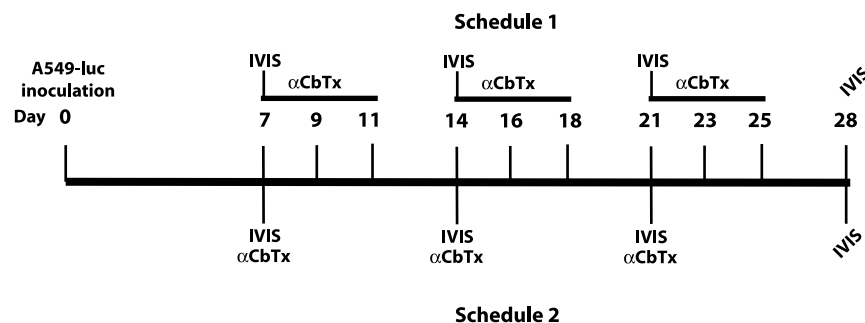 Schedule 1
A549-luc
inoculation
IVIS
IVIS
IVIS
IVIS
αCbTx
αCbTx
αCbTx
Day 0 7 9 11 14 16 18 21 23 25 28
IVIS
IVIS
IVIS
IVIS
αCbTx
αCbTx
αCbTx
Schedule 2